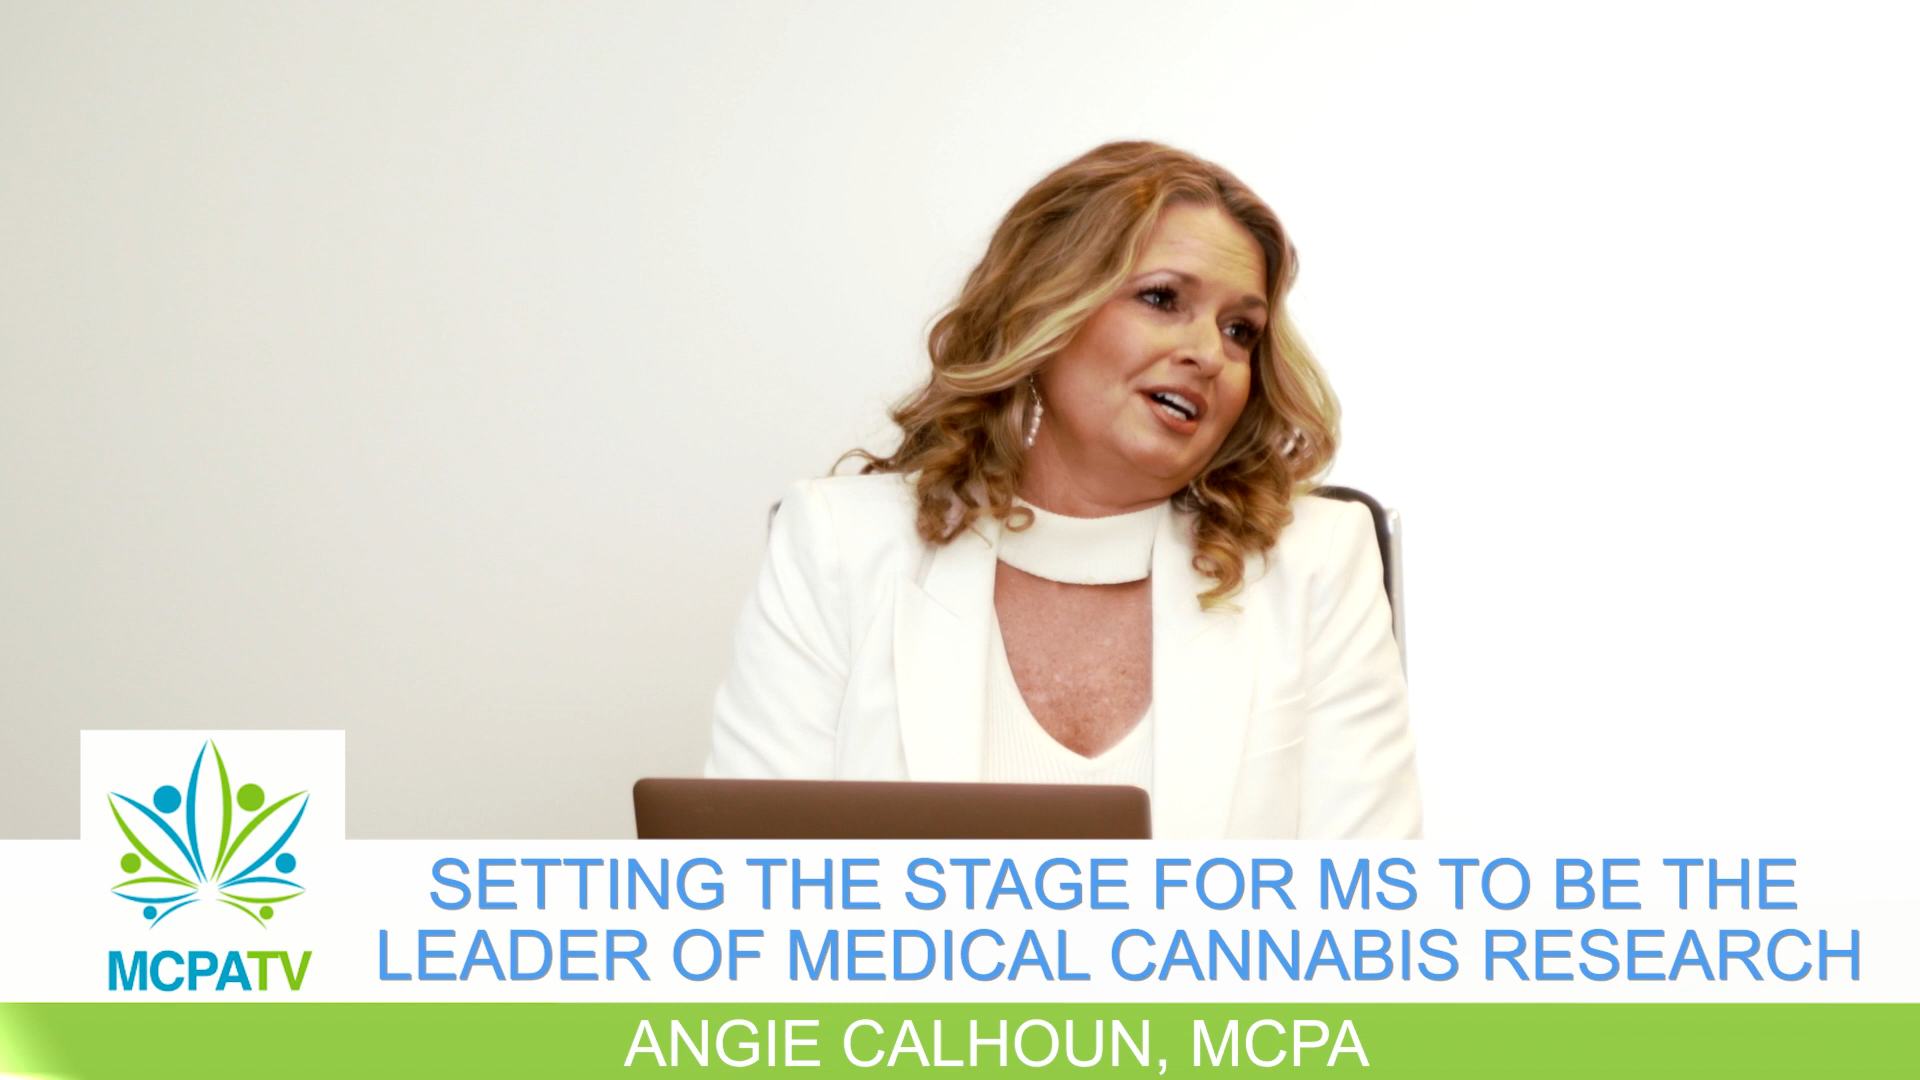 SETTING THE STAGE FOR MS TO BE THE
LEADER OF MEDICAL CANNABIS RESEARCH
MCPATV
ANGIE CALHOUN, MCPA